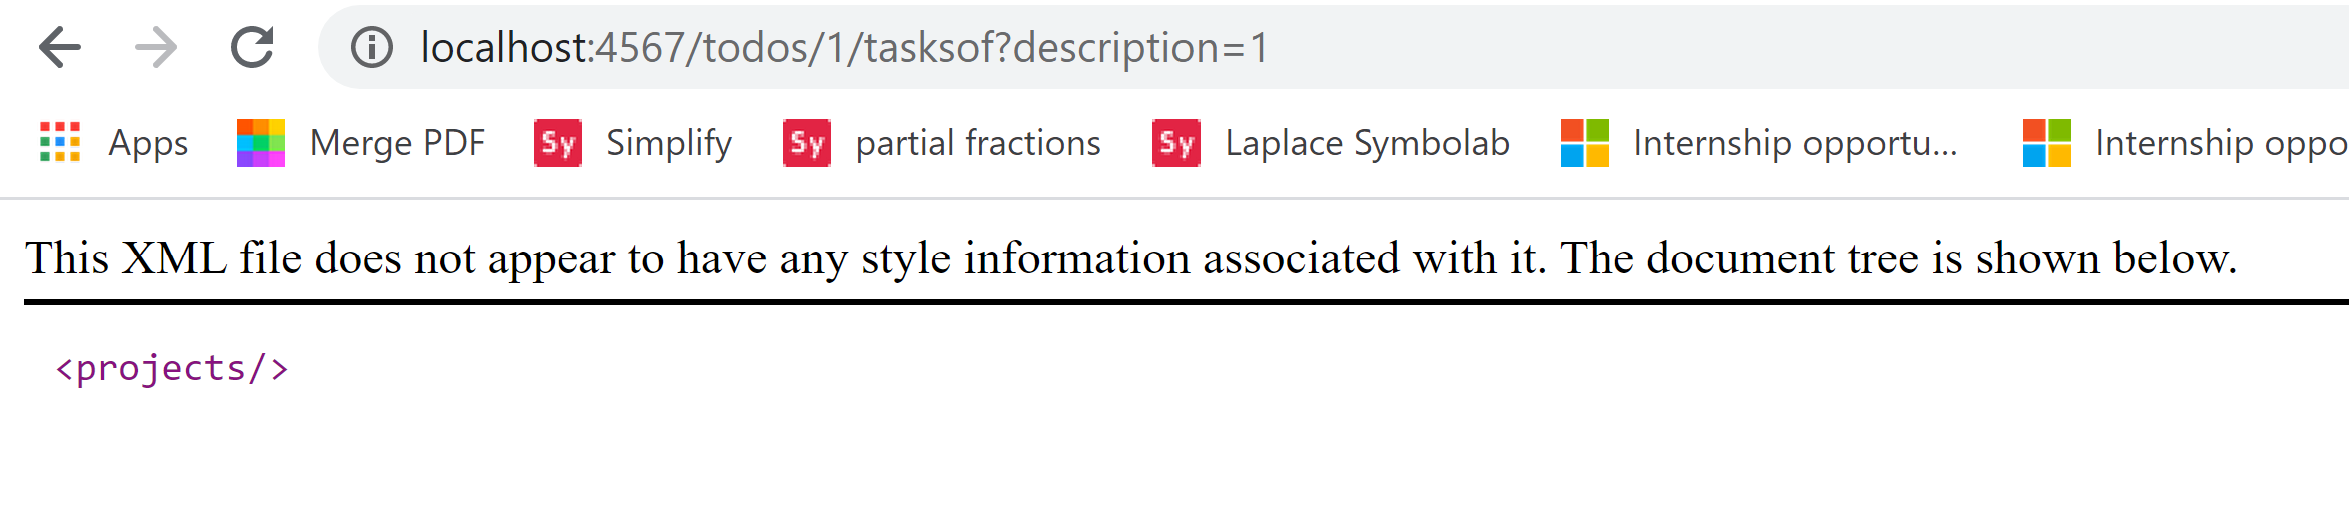 localhost:4567/todos/1/tasksof?description=1
Apps Merge PDF Sy Simplify Sy partial fractions Sy Laplace Symbolab Internship opportu... Internship oppo
This XML file does not appear to have any style information associated with it. The document tree is shown below.
<projects/>